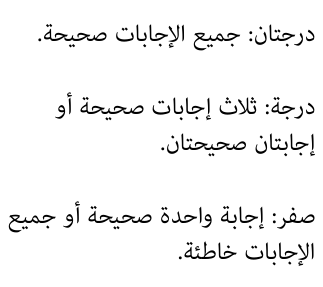 درجتان: جميع الإجابات صحيحة.
درجة: ثلاث إجابات صحيحة أو
إجابتان صحيحتان.
صفر: إجابة واحدة صحيحة أو جميع
الإجابات خاطئة.